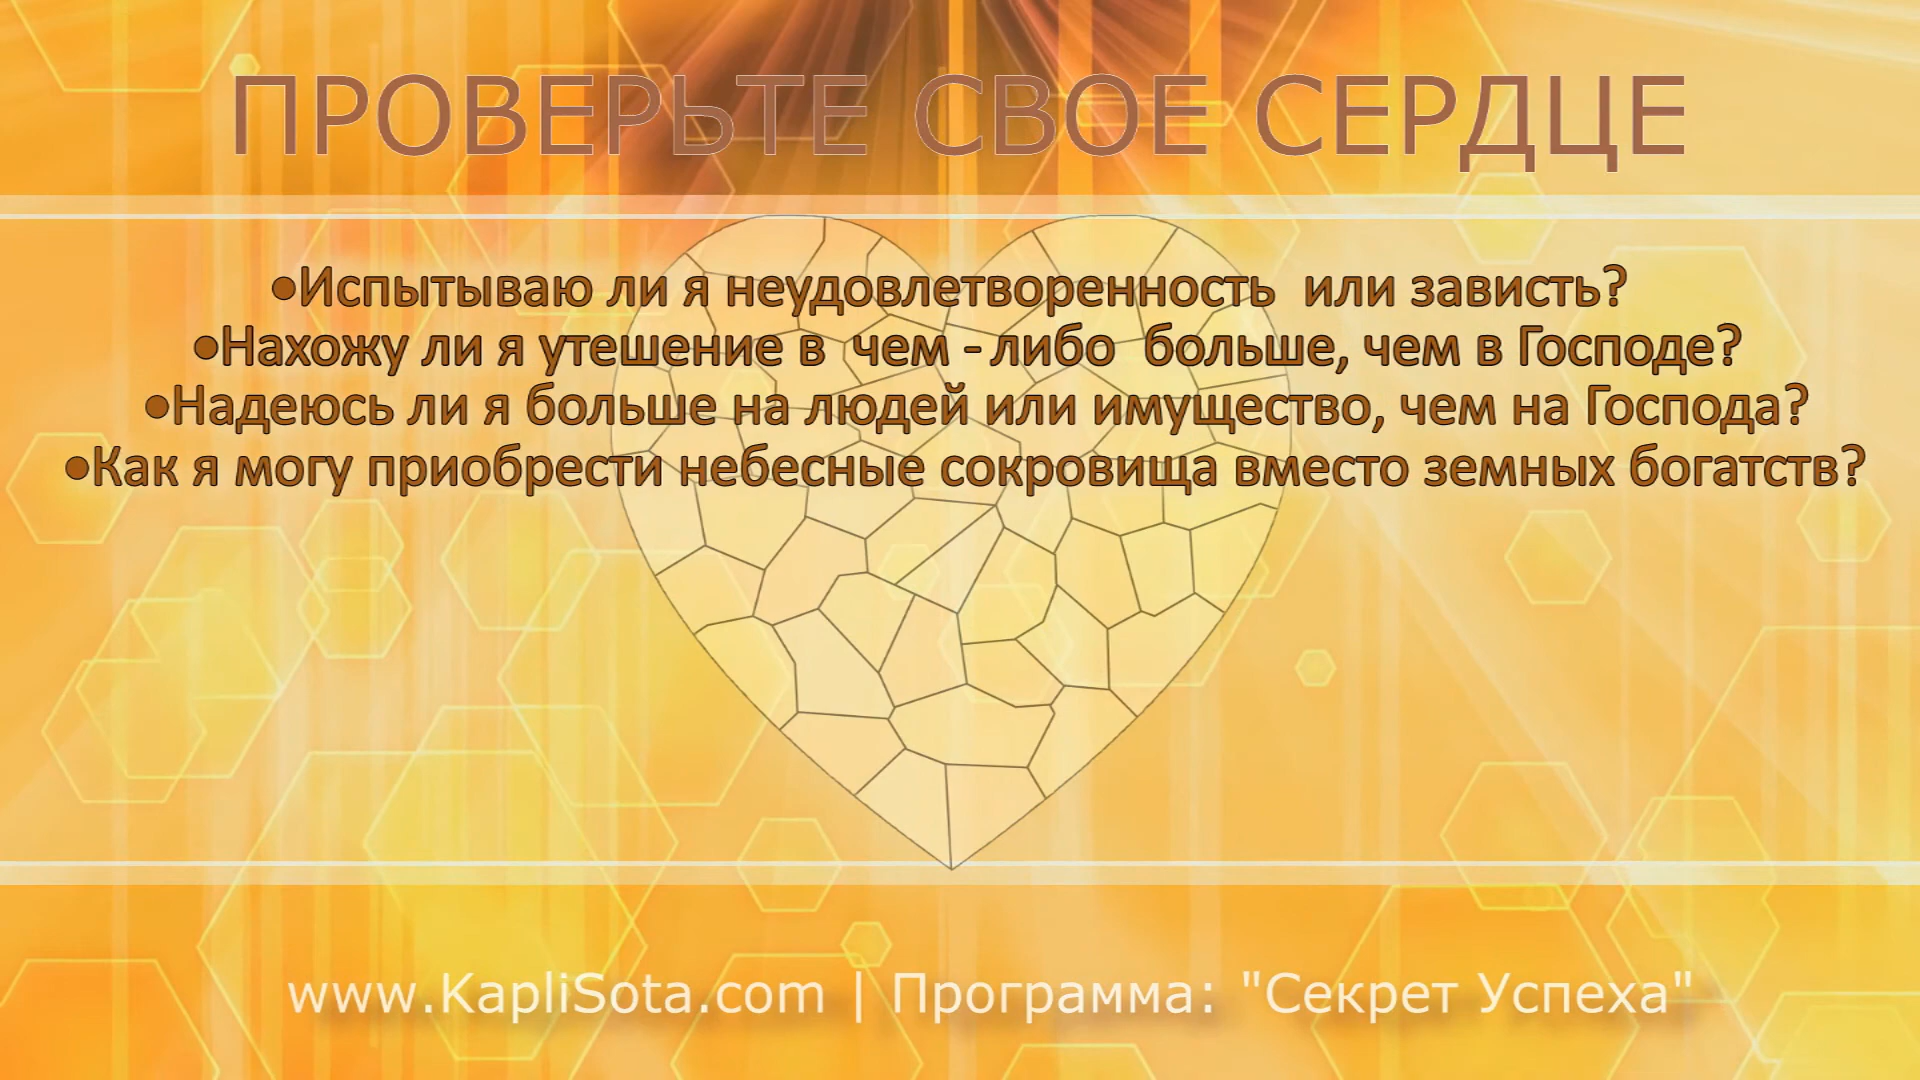 ПРОВЕРЬТЕ СВОЕ СЕРДЦЕ
•Испытываю ли я неудовлетворенность или зависть?
•Нахожу ли я утешение в чем - либо больше, чем в Господе?
•Надеюсь ли я больше на людей или имущество, чем на Господа?
•Как я могу приобрести небесные сокровища вместо земных богатств?
www.KapliSota.com | Программа: "Секрет Успеха"